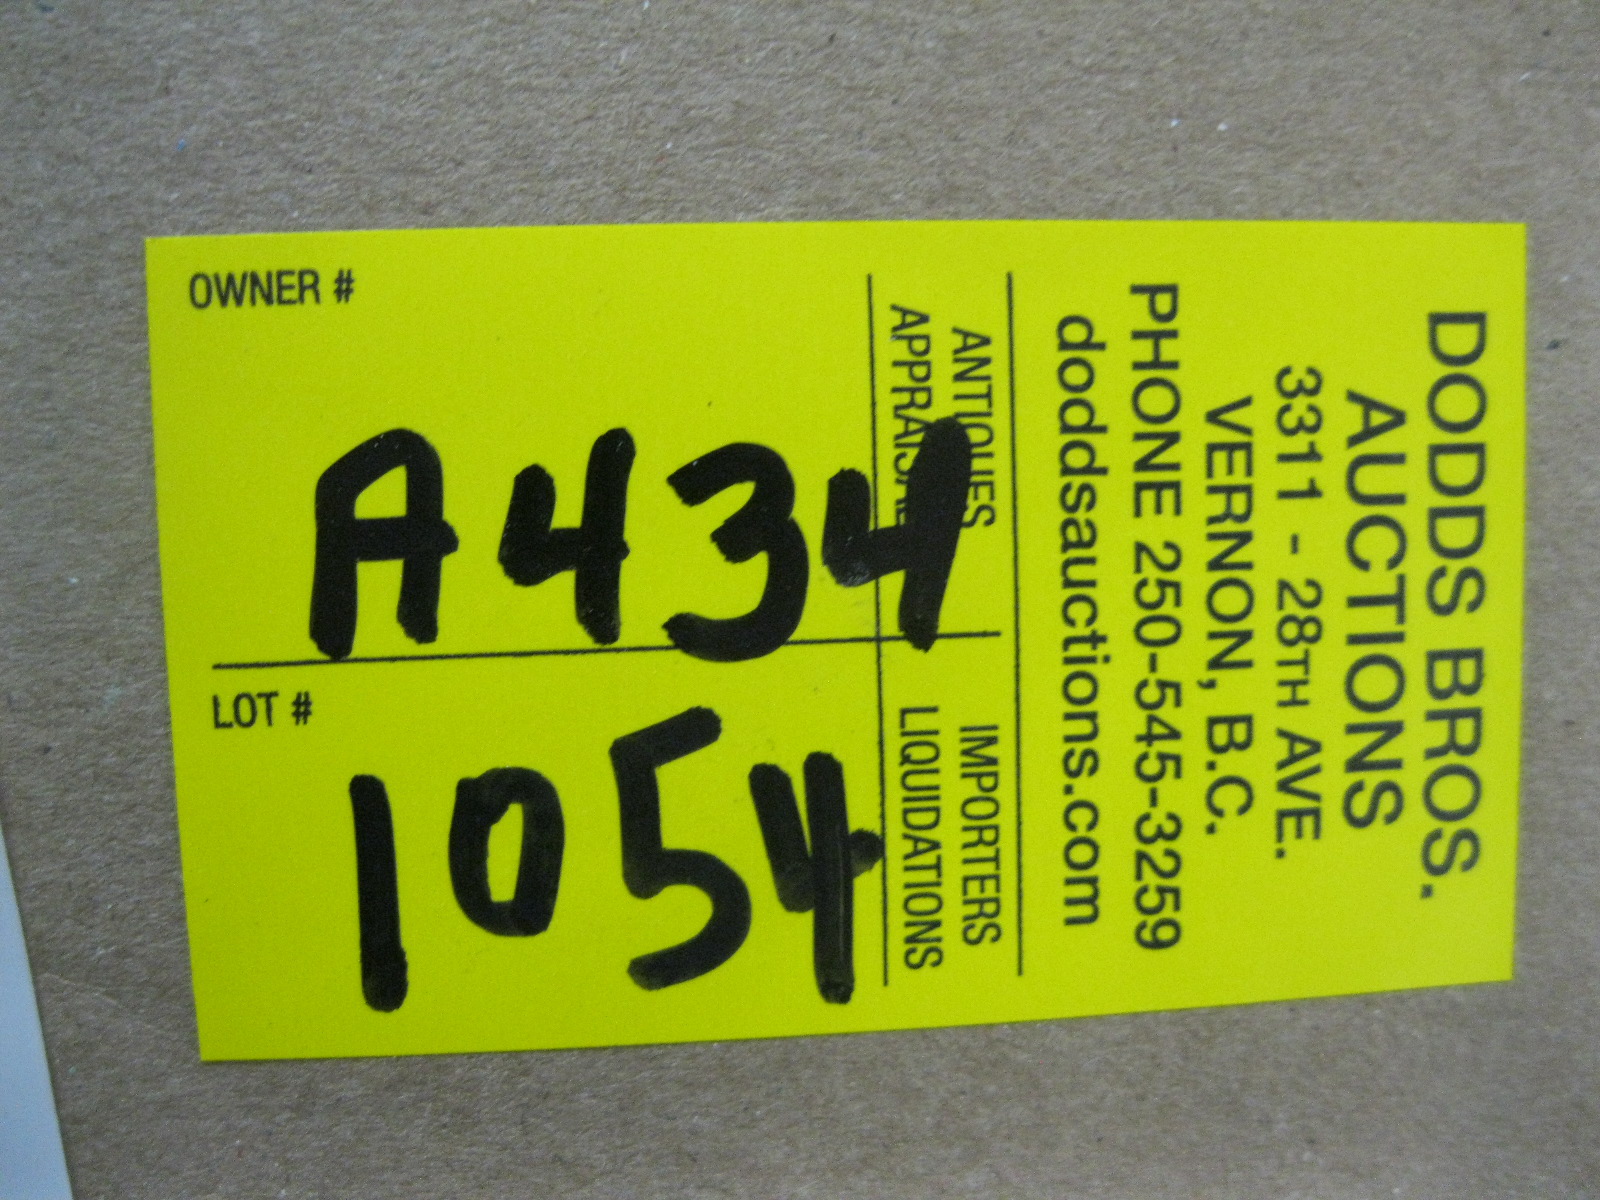 DODDS BROS.
AUCTIONS
3311 - 28TH AVE.
VERNON, B.C.
PHONE 250-545-3259
doddsauctions.com
ANTIQUES IMPORTERS
LIQUIDATIONS
OWNER #
A434
LOT #
1054